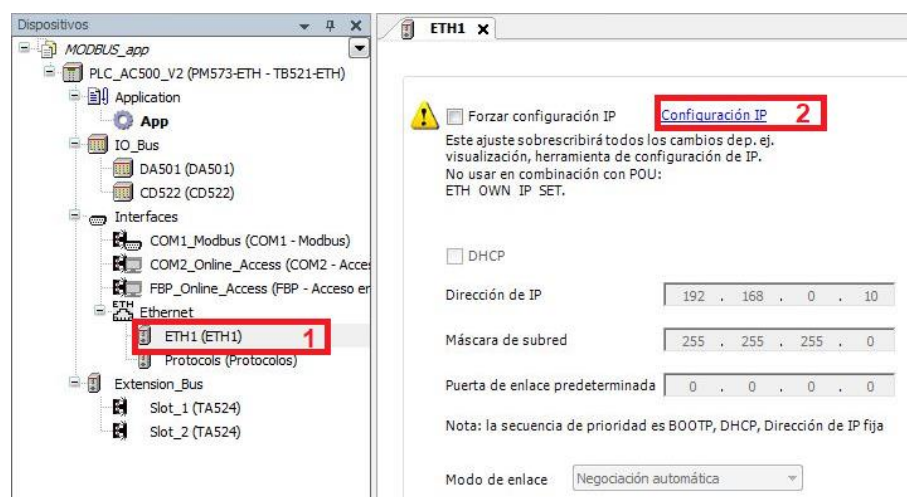 Dispositivos
MODBUS_app
PLC_AC500_V2 (PM573-ETH - TB521-ETH)
Application
App
IO_Bus
DA501 (DA501)
CD522 (CD522)
Interfaces
COM1_Modbus (COM1 - Modbus)
COM2_Online_Access (COM2 - Acce
FBP_Online_Access (FBP - Acceso er
ETH Ethernet
ETH1 (ETH1) 1
Protocols (Protocolos)
Extension_Bus
Slot_1 (TA524)
Slot_2 (TA524)
ETH1 X
Forzar configuración IP Configuración IP 2
Este ajuste sobrescribirá todos los cambios de p. ej.
visualización, herramienta de configuración de IP.
No usar en combinación con POU:
ETH OWN IP SET.
DHCP
Dirección de IP 192 . 168 . 0 . 10
Máscara de subred 255 . 255 . 255 . 0
Puerta de enlace predeterminada 0 . 0 . 0 . 0
Nota: la secuencia de prioridad es BOOTP, DHCP, Dirección de IP fija
Modo de enlace Negociación automática